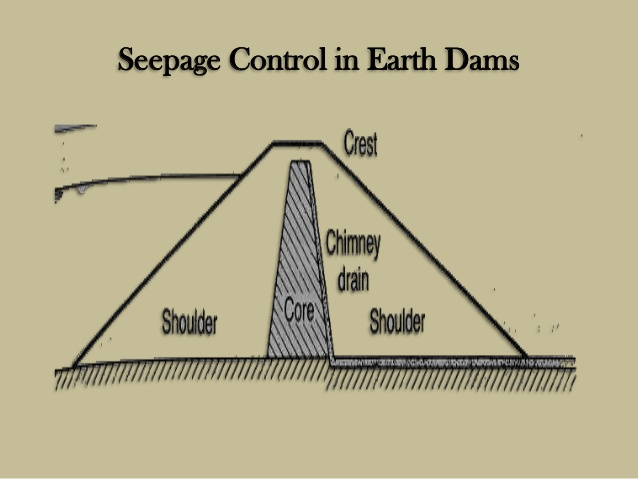 Seepage Control in Earth Dams
Crest
Chimney
drain
Shoulder
Core
Shoulder